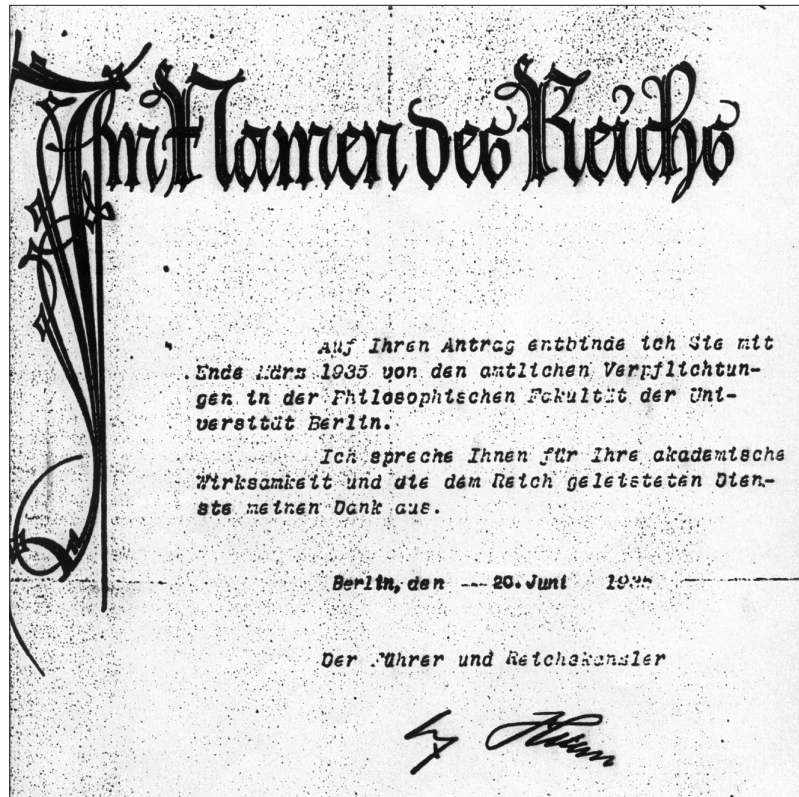 Im Namen des Reichs
Auf Ihren Antrag entbinde ich Sie mit
Ende März 1935 von den amtlichen Verpflichtun-
gen in der Philosophischen Fakultät der Uni-
versität Berlin.
Ich spreche Ihnen für Ihre akademische
Wirksamkeit und die dem Reich geleisteten Dien-
ste meinen Dank aus.
Berlin, den --- 20. Juni 1935
Der Führer und Reichskanzler